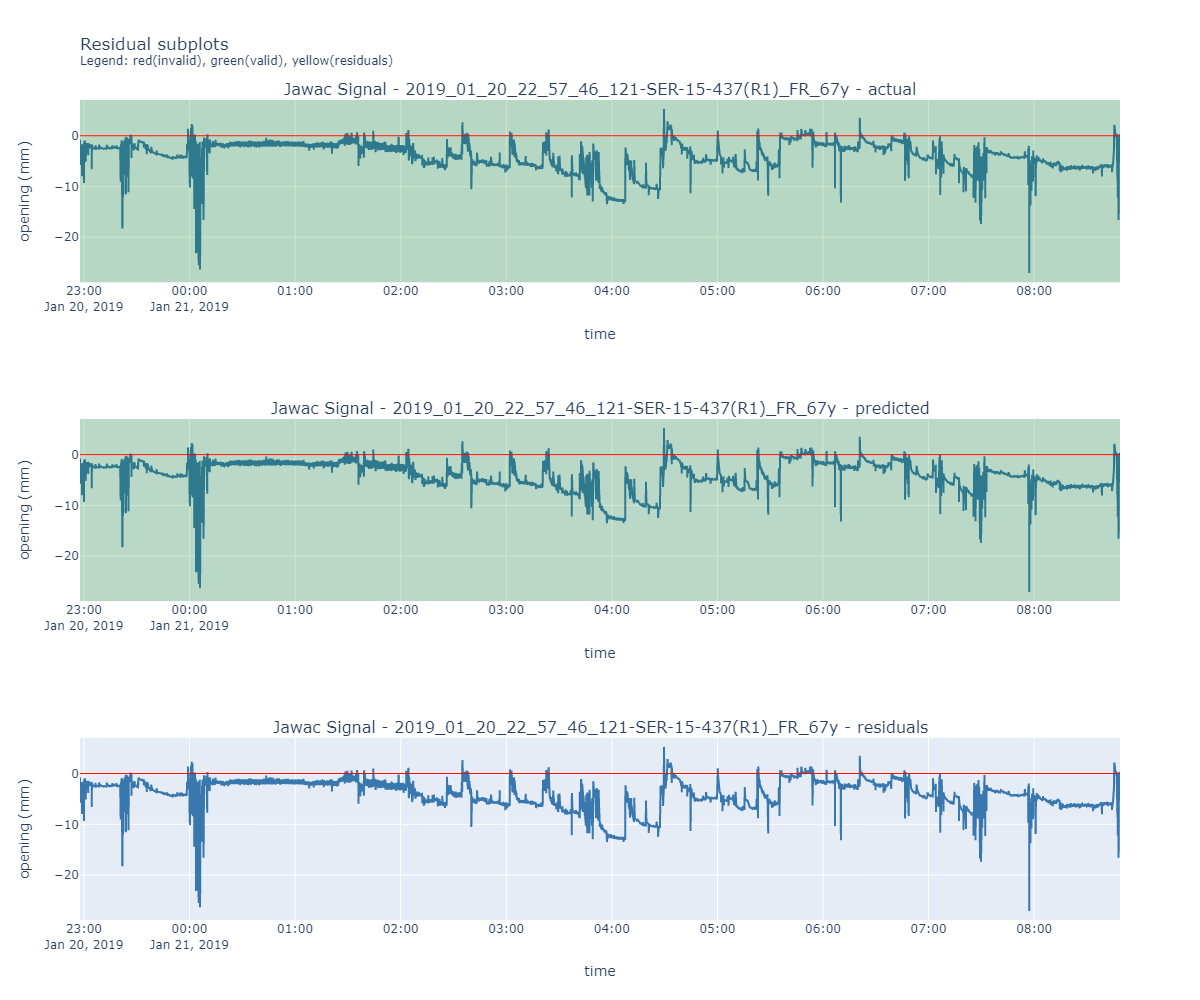 Residual subplots
Legend: red(invalid), green(valid), yellow(residuals)
Jawac Signal - 2019_01_20_22_57_46_121-SER-15-437(R1)_FR_67y - actual
opening (mm)
0
−10
−20
23:00 00:00 01:00 02:00 03:00 04:00 05:00 06:00 07:00 08:00
Jan 20, 2019 Jan 21, 2019
time
Jawac Signal - 2019_01_20_22_57_46_121-SER-15-437(R1)_FR_67y - predicted
opening (mm)
0
−10
−20
23:00 00:00 01:00 02:00 03:00 04:00 05:00 06:00 07:00 08:00
Jan 20, 2019 Jan 21, 2019
time
Jawac Signal - 2019_01_20_22_57_46_121-SER-15-437(R1)_FR_67y - residuals
opening (mm)
0
−10
−20
23:00 00:00 01:00 02:00 03:00 04:00 05:00 06:00 07:00 08:00
Jan 20, 2019 Jan 21, 2019
time